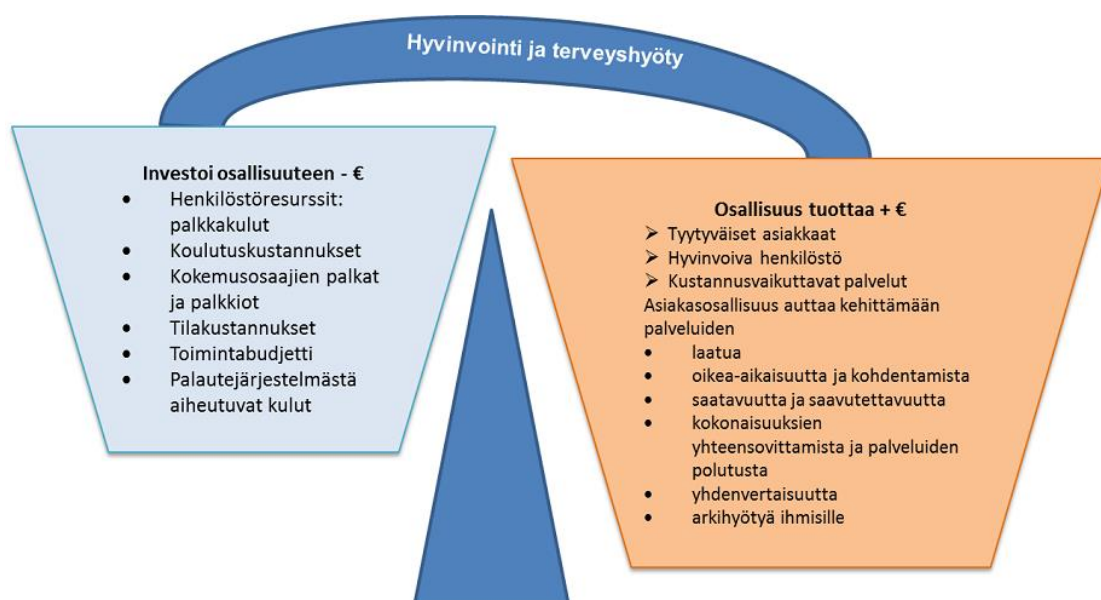 Hyvinvointi ja terveyshyöty
Investoi osallisuuteen - €
• Henkilöstöresurssit:
palkkakulut
• Koulutuskustannukset
• Kokemusosaajien palkat
ja palkkiot
• Tilakustannukset
• Toimintabudjetti
• Palautejärjestelmästä
aiheutuvat kulut
Osallisuus tuottaa + €
➢ Tyytyväiset asiakkaat
➢ Hyvinvoiva henkilöstö
➢ Kustannusvaikuttavat palvelut
Asiakasosallisuus auttaa kehittämään
palveluiden
• laatua
• oikea-aikaisuutta ja kohdentamista
• saatavuutta ja saavutettavuutta
• kokonaisuuksien
yhteensovittamista ja palveluiden
polutusta
• yhdenvertaisuutta
• arkihyötyä ihmisille